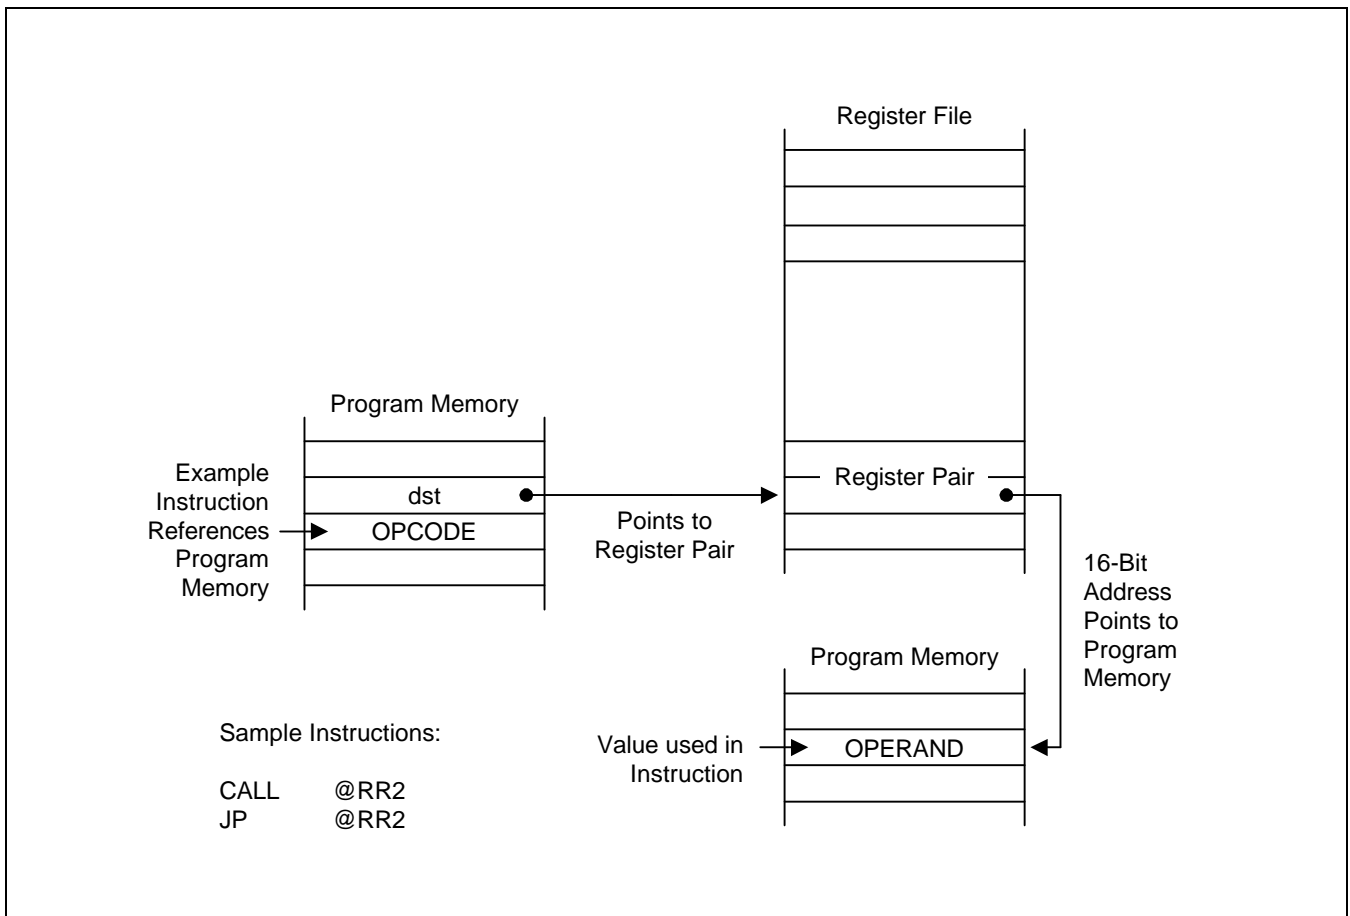 Register File
Program Memory
Example
Instruction
References
Program
Memory
dst
OPCODE
Points to
Register Pair
Register Pair
16-Bit
Address
Points to
Program
Memory
Program Memory
Value used in
Instruction
OPERAND
Sample Instructions:
CALL @RR2
JP @RR2